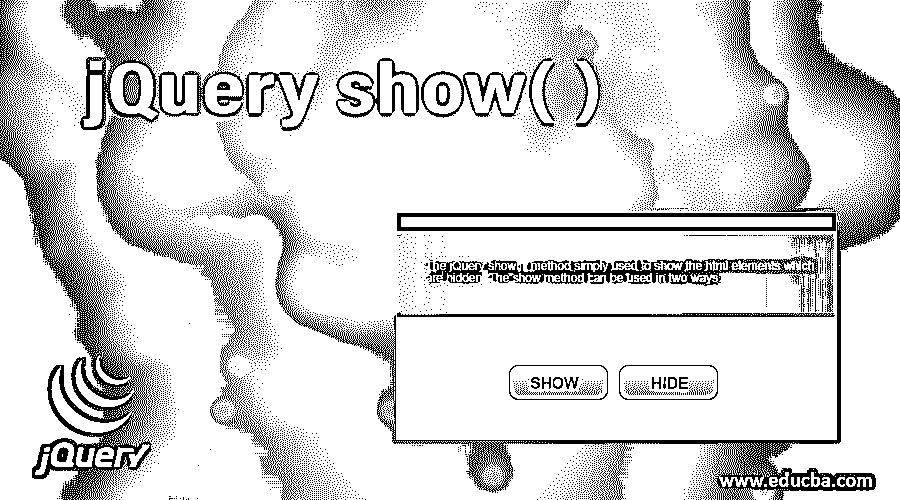 jQuery show( )
The jQuery show( ) method simply used to show the html elements which
are hidden. The show method can be used in two ways.
SHOW
HIDE
jQuery
www.educba.com